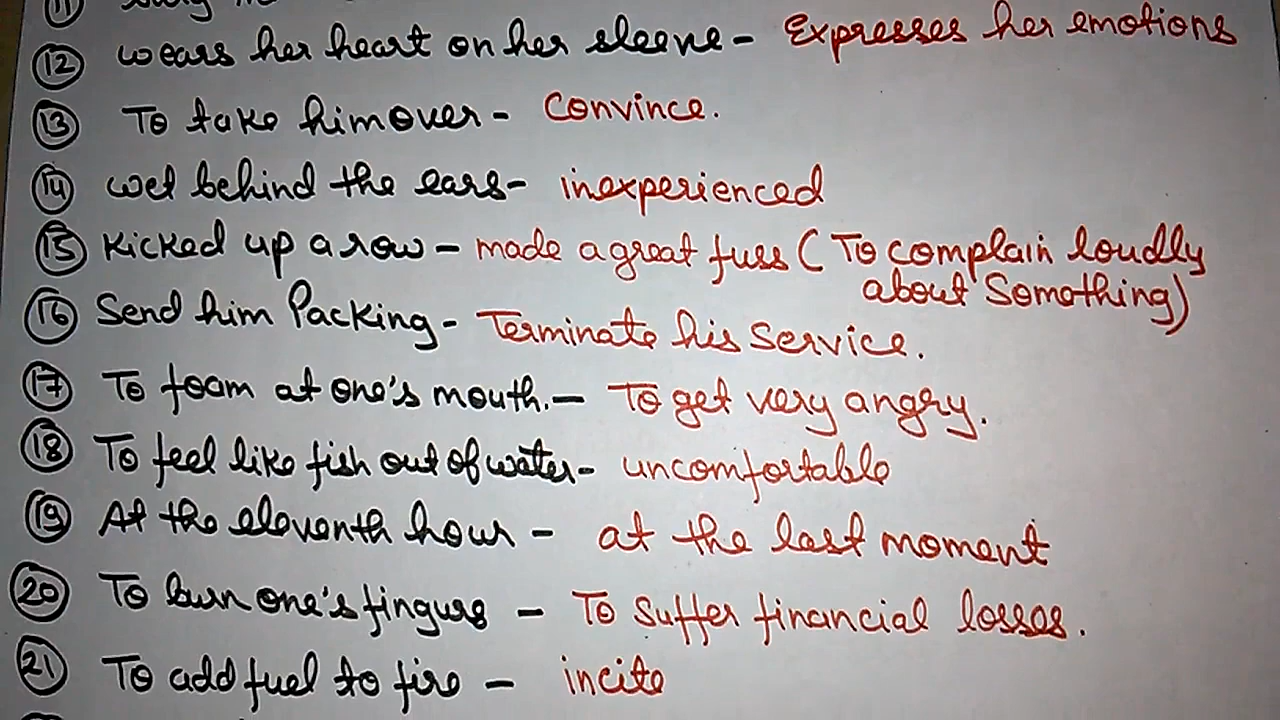 11
12 wears her heart on her sleeve - Expresses her emotions
13 To take him over - Convince.
14 wet behind the ears - inexperienced
15 Kicked up a row - made a great fuss ( To complain loudly
about Somothing)
16 Send him Packing - Terminate his Service.
17 To foam at one's mouth. - To get very angry.
18 To feel like fish out of water - uncomfortable
19 At the eleventh hour - at the last moment
20 To burn one's fingurs - To suffer financial losses.
21 To add fuel to fire - incite